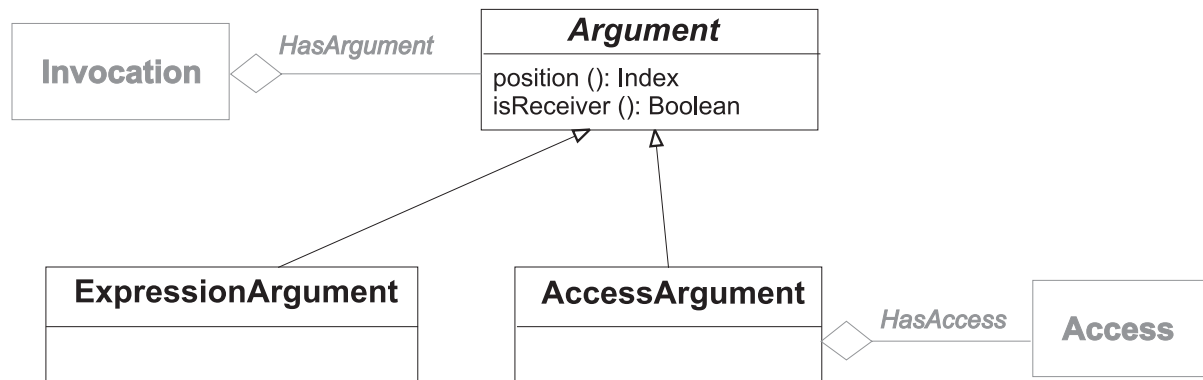 Argument
HasArgument
Invocation
position (): Index
isReceiver (): Boolean
ExpressionArgument
AccessArgument
HasAccess
Access